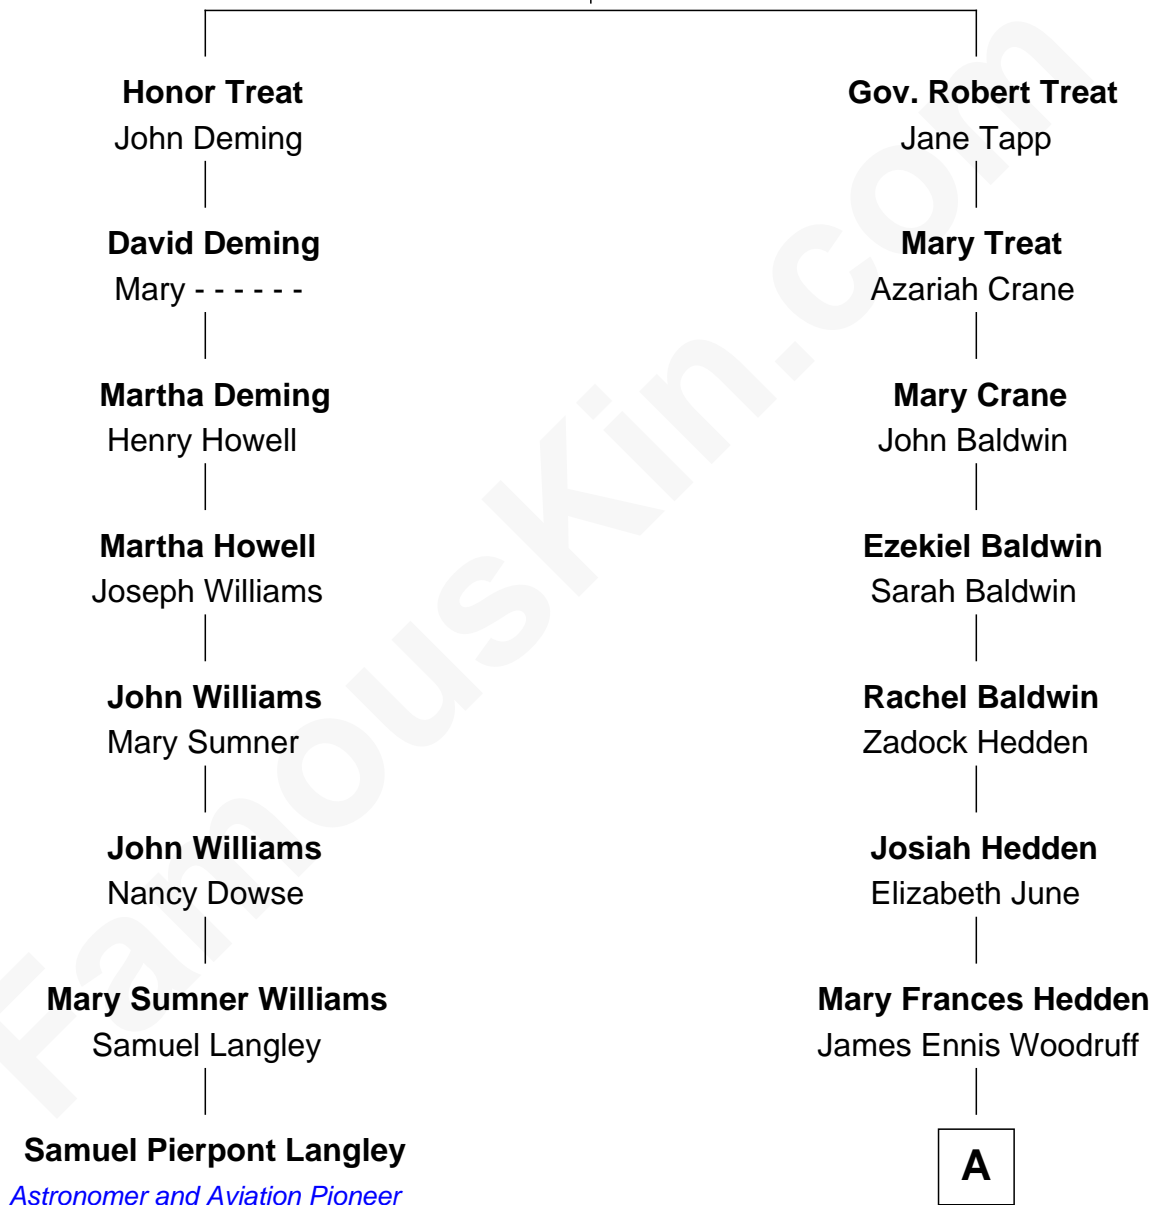 Honor Treat
John Deming
Gov. Robert Treat
Jane Tapp
David Deming
Mary - - - - - -
Mary Treat
Azariah Crane
Martha Deming
Henry Howell
Mary Crane
John Baldwin
Martha Howell
Joseph Williams
Ezekiel Baldwin
Sarah Baldwin
John Williams
Mary Sumner
Rachel Baldwin
Zadock Hedden
John Williams
Nancy Dowse
Josiah Hedden
Elizabeth June
Mary Sumner Williams
Samuel Langley
Mary Frances Hedden
James Ennis Woodruff
Samuel Pierpont Langley
Astronomer and Aviation Pioneer
A
FamousKin.com